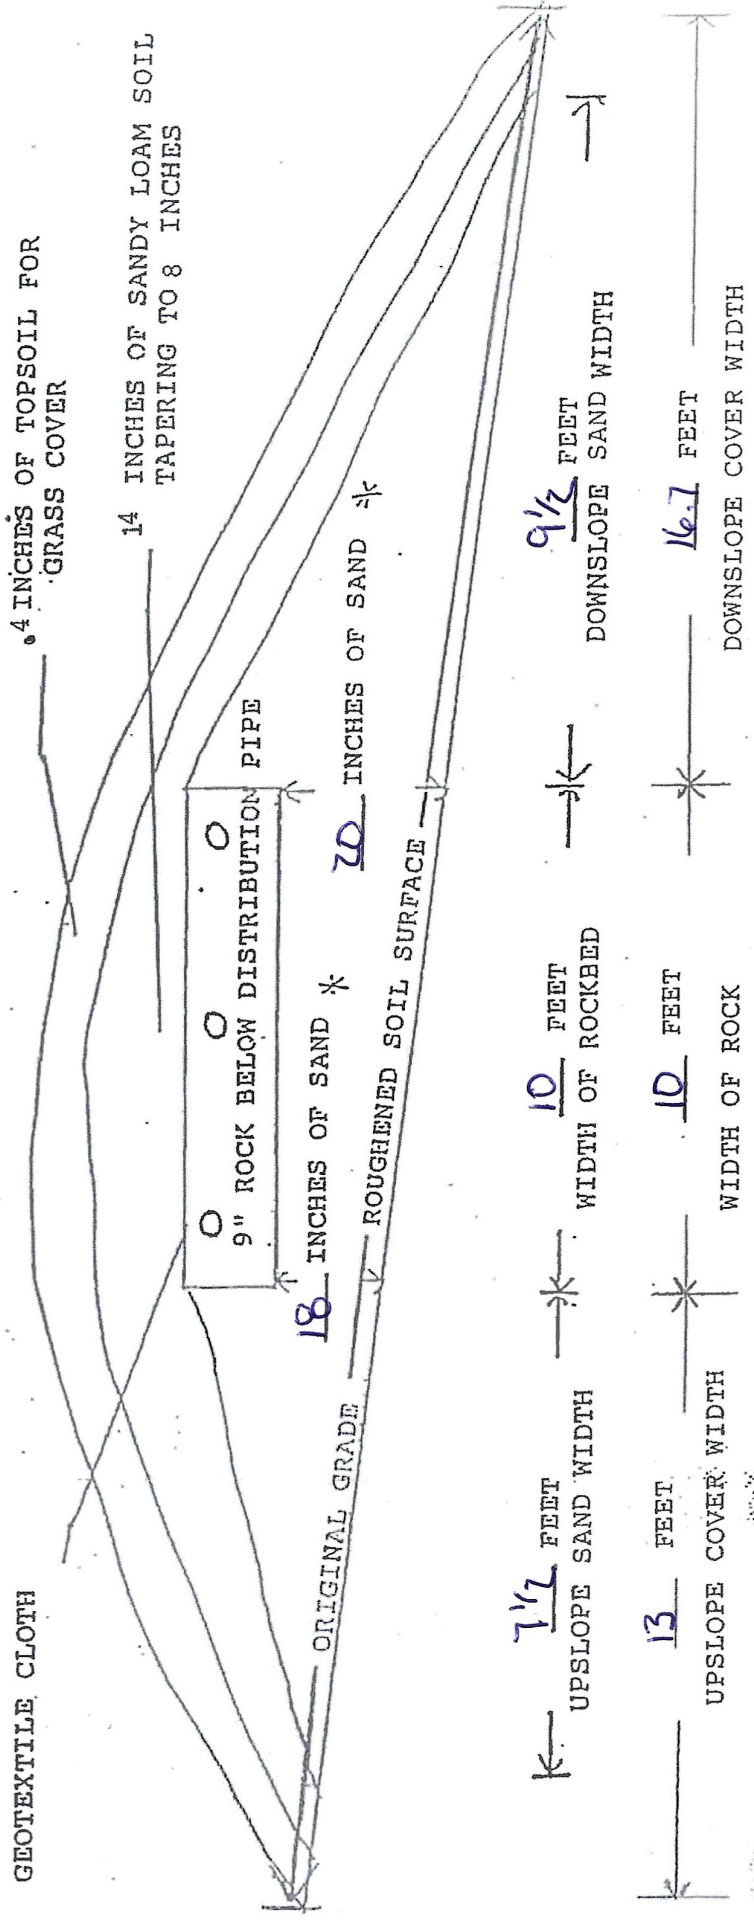 GEOTEXTILE CLOTH
4 INCHES OF TOPSOIL FOR
GRASS COVER
14 INCHES OF SANDY LOAM SOIL
TAPERING TO 8 INCHES
9" ROCK BELOW DISTRIBUTION PIPE
18 INCHES OF SAND *
20 INCHES OF SAND *
ORIGINAL GRADE
ROUGHENED SOIL SURFACE
7 1/2 FEET
UPSLOPE SAND WIDTH
10 FEET
WIDTH OF ROCKBED
9 1/2 FEET
DOWNSLOPE SAND WIDTH
13 FEET
UPSLOPE COVER WIDTH
10 FEET
WIDTH OF ROCK
16.7 FEET
DOWNSLOPE COVER WIDTH